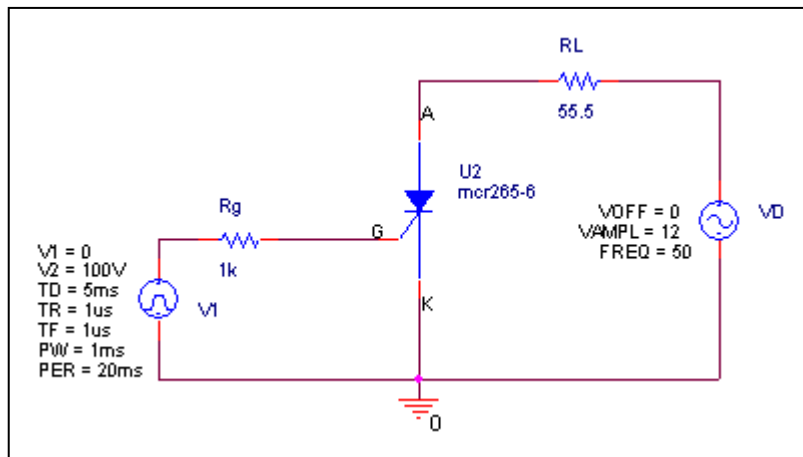 RL
55.5
A
U2
mcr265-6
Rg
1k
G
K
V1 = 0
V2 = 100V
TD = 5ms
TR = 1us
TF = 1us
PW = 1ms
PER = 20ms
V1
VOFF = 0
VAMPL = 12
FREQ = 50
VD
0